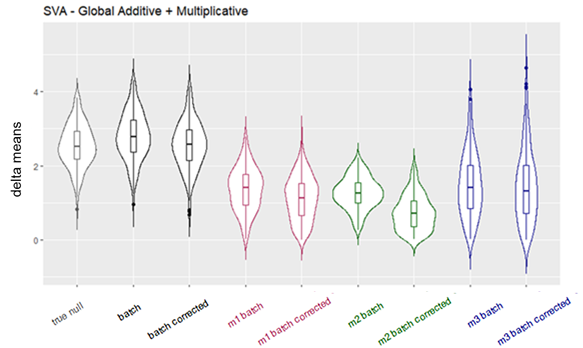 SVA - Global Additive + Multiplicative
delta means
4
2
0
true null
batch
batch corrected
m1 batch
m1 batch corrected
m2 batch
m2 batch corrected
m3 batch
m3 batch corrected